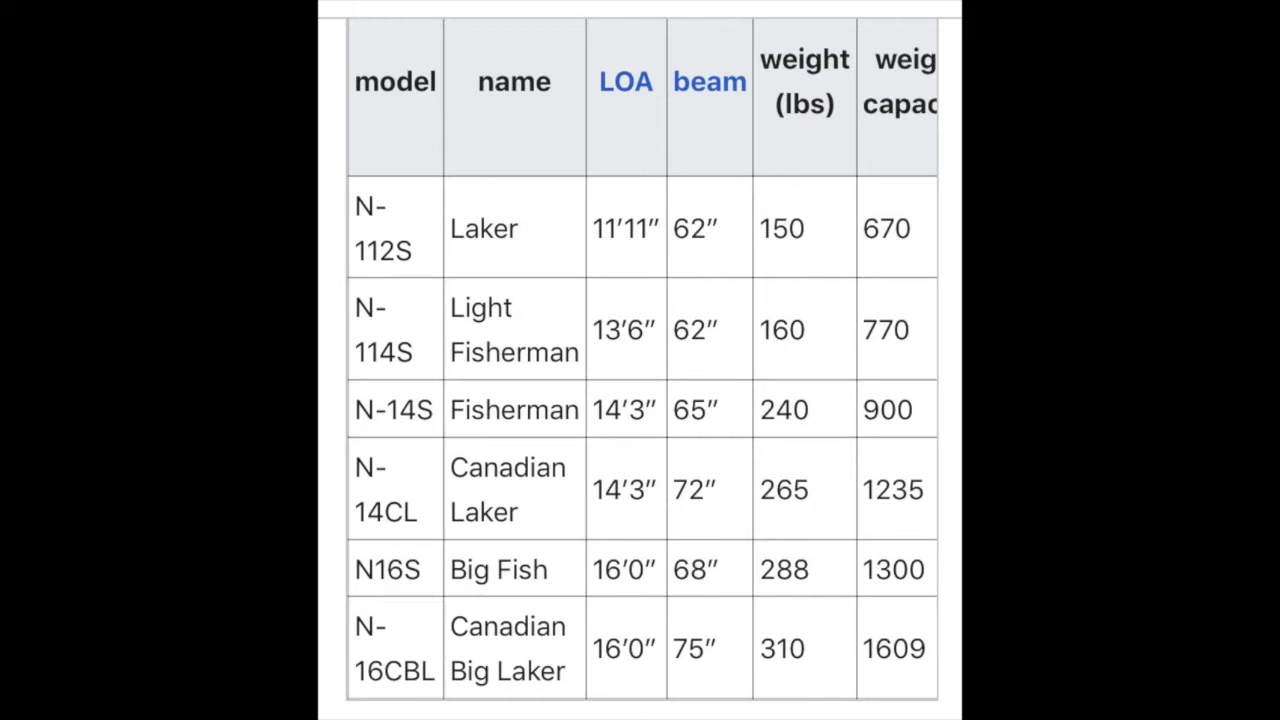 model name LOA beam weight (lbs) weig capac
N-112S Laker 11′11″ 62″ 150 670
N-114S Light Fisherman 13′6″ 62″ 160 770
N-14S Fisherman 14′3″ 65″ 240 900
N-14CL Canadian Laker 14′3″ 72″ 265 1235
N16S Big Fish 16′0″ 68″ 288 1300
N-16CBL Canadian Big Laker 16′0″ 75″ 310 1609